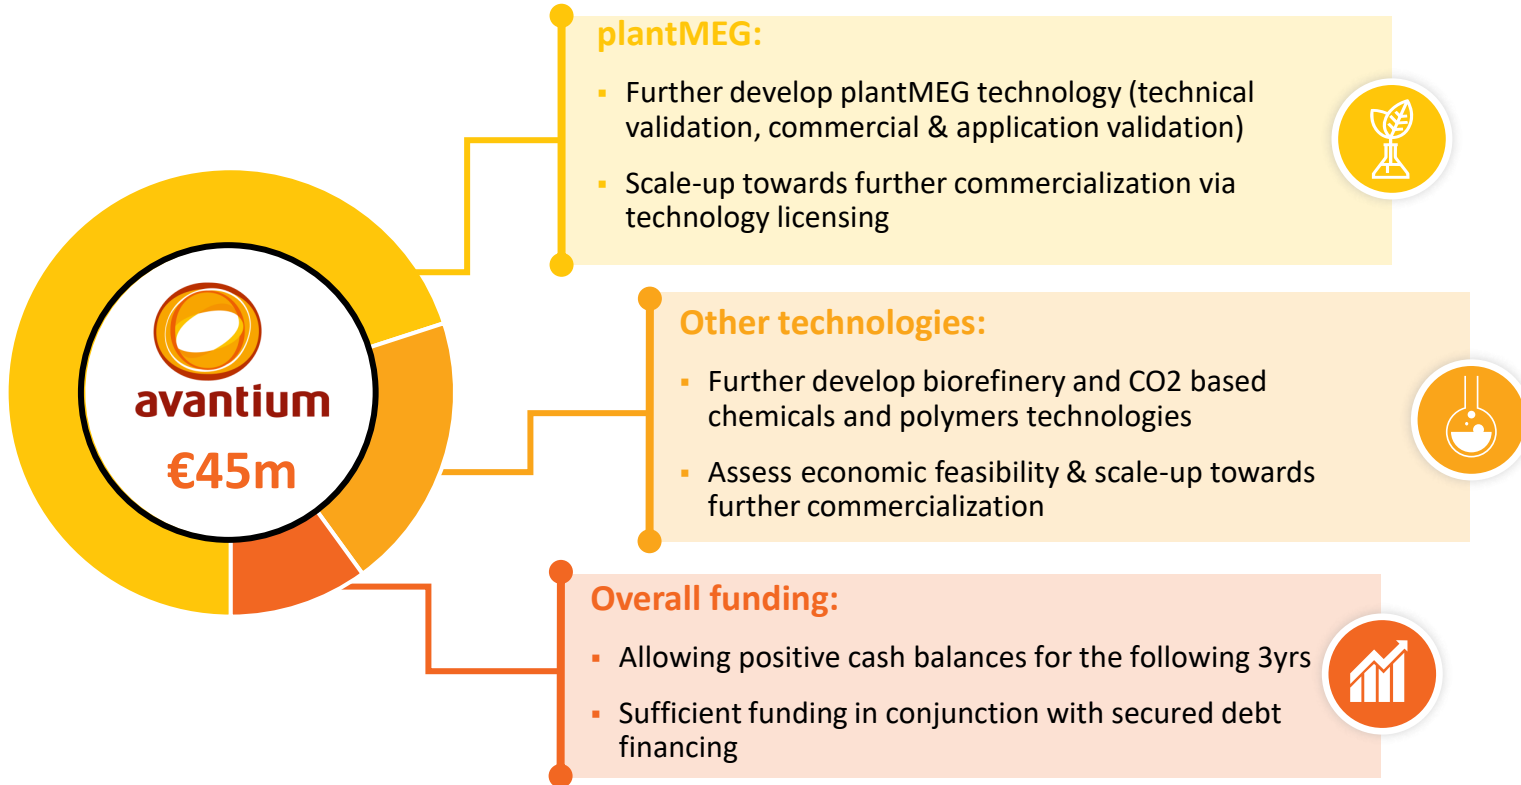 plantMEG:
▪ Further develop plantMEG technology (technical
validation, commercial & application validation)
▪ Scale-up towards further commercialization via
technology licensing
avantium
€45m
Other technologies:
▪ Further develop biorefinery and CO2 based
chemicals and polymers technologies
▪ Assess economic feasibility & scale-up towards
further commercialization
Overall funding:
▪ Allowing positive cash balances for the following 3yrs
▪ Sufficient funding in conjunction with secured debt
financing